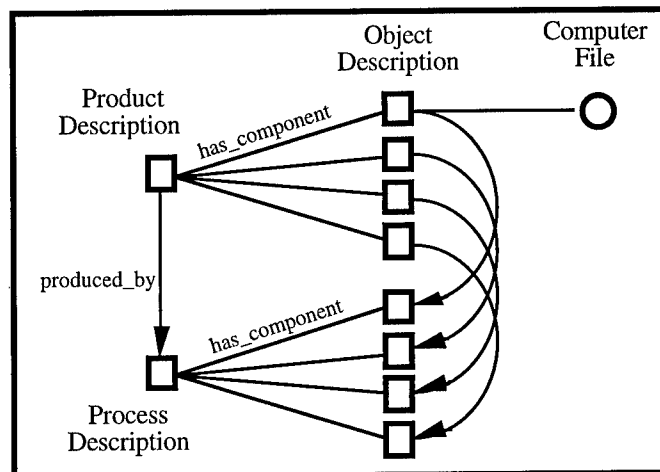 Object
Description
Computer
File
Product
Description
has_component
produced_by
has_component
Process
Description